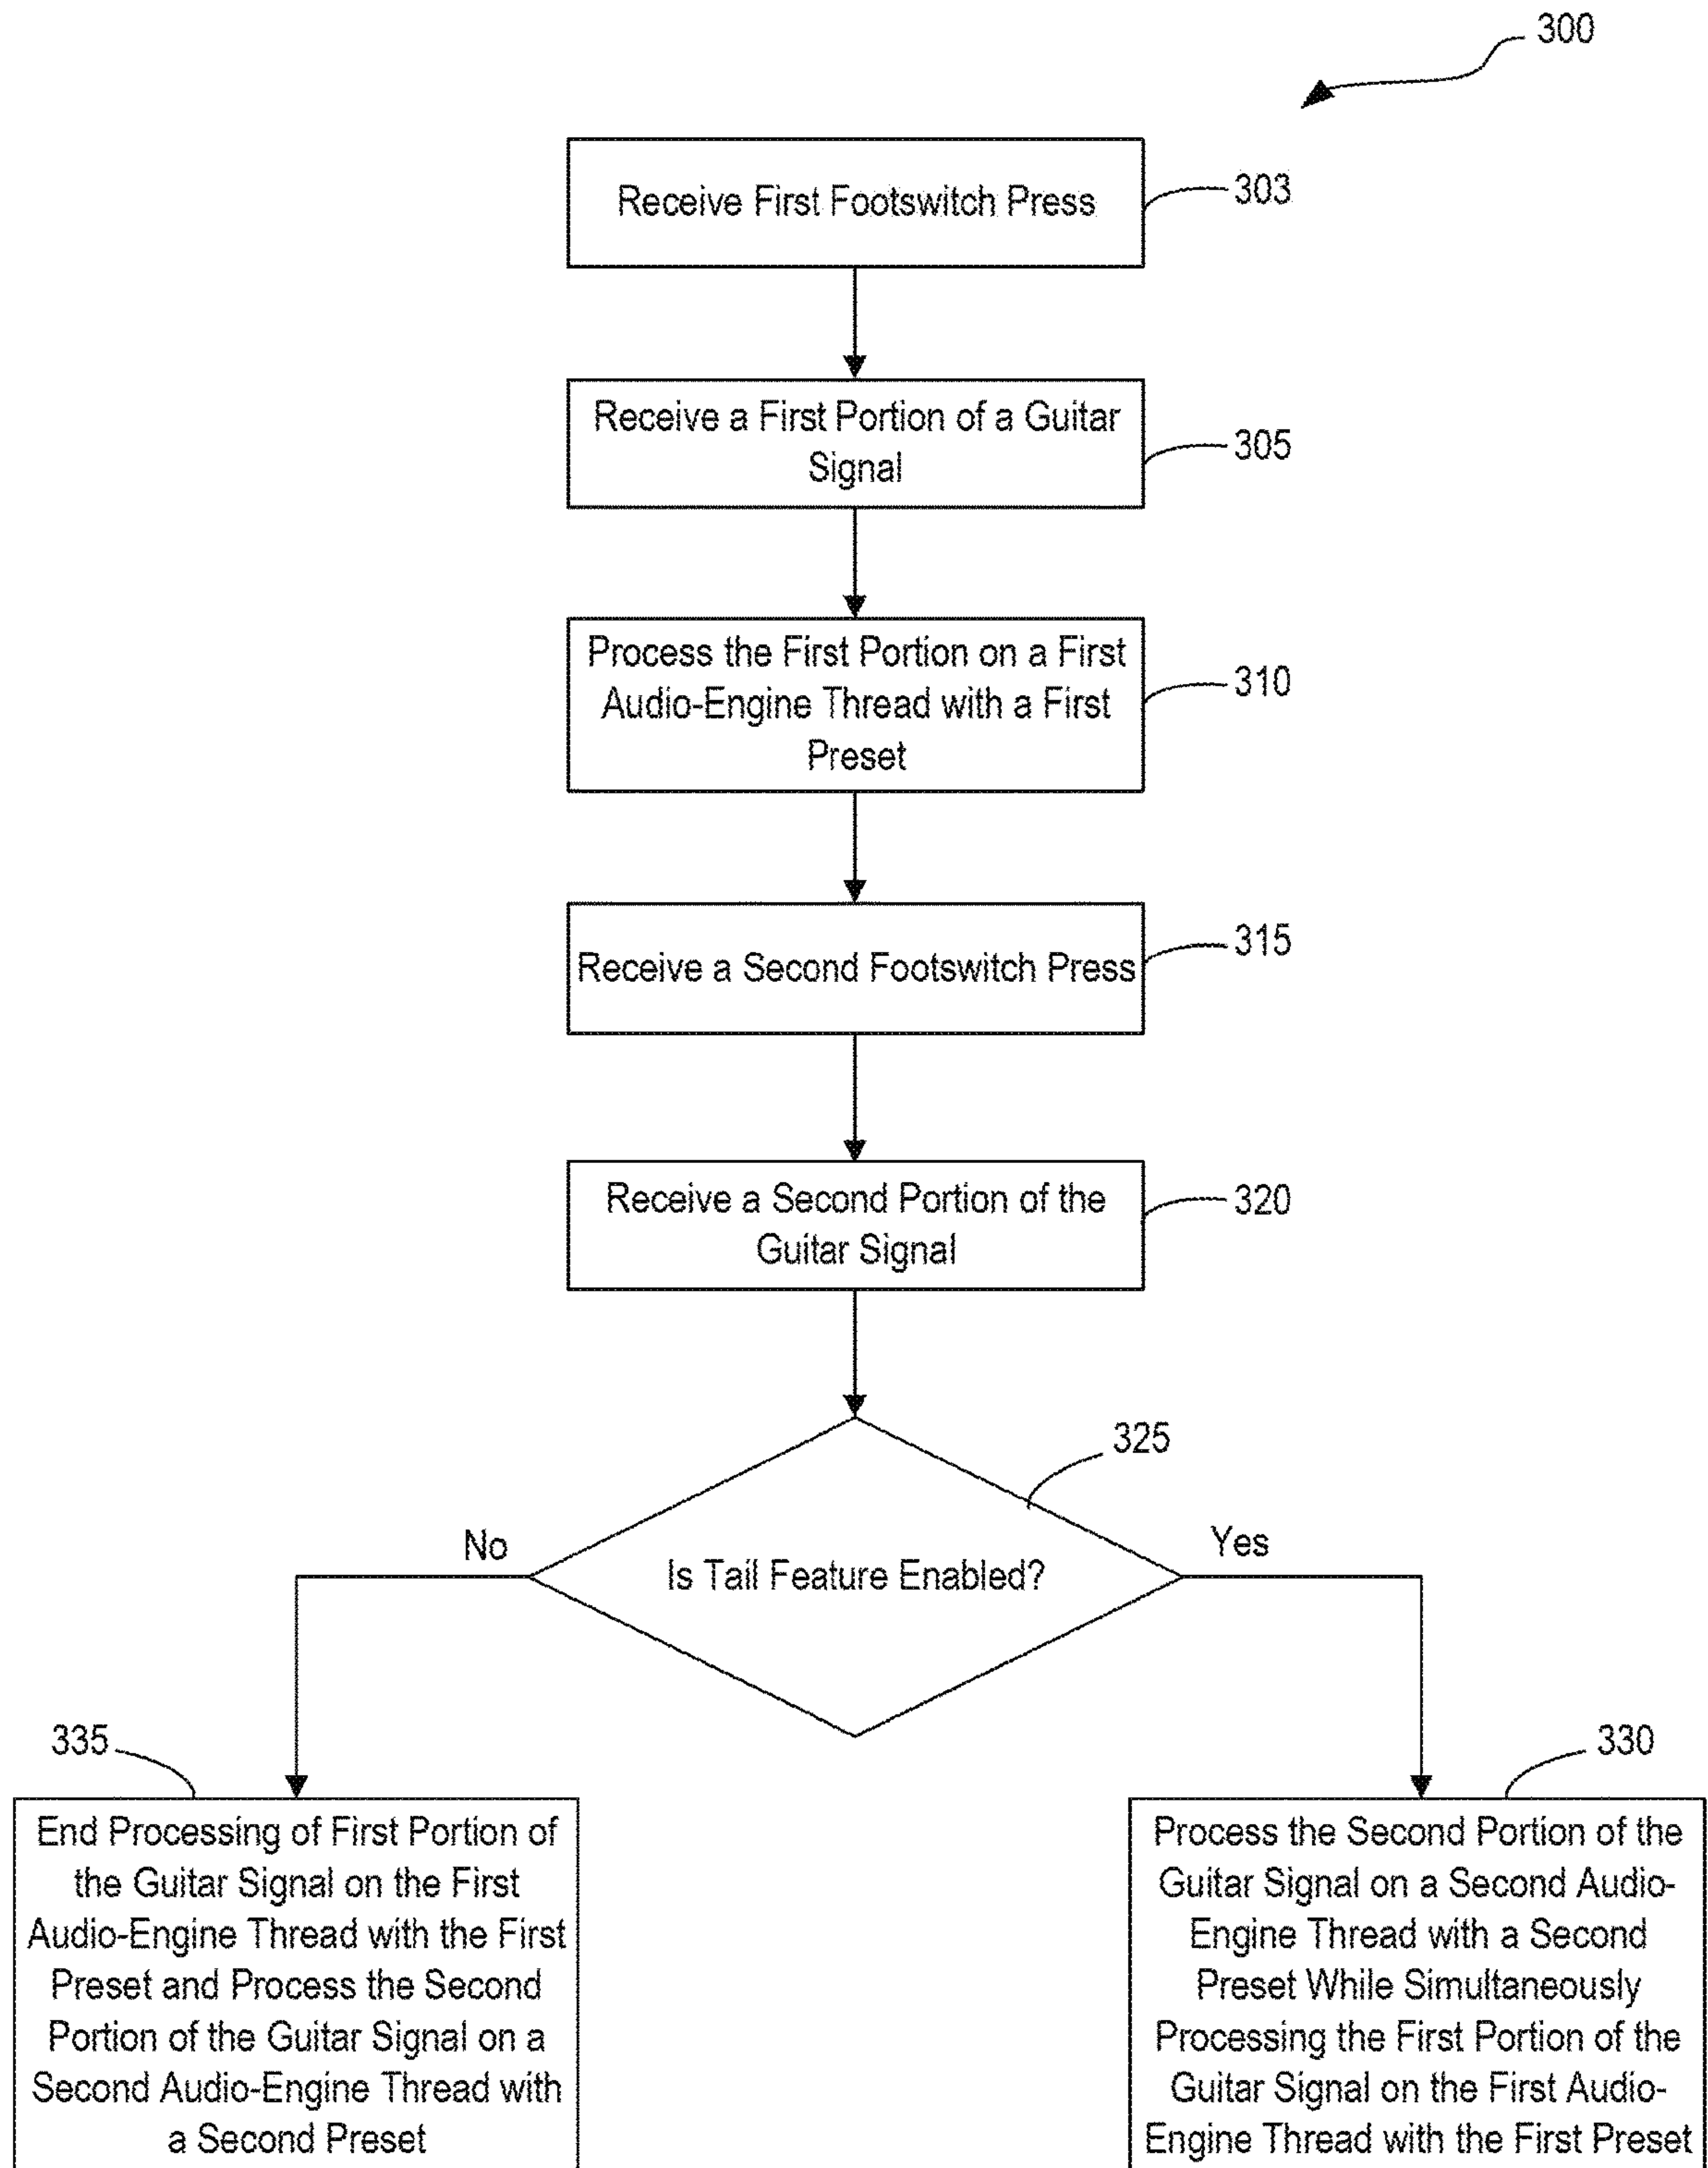 300
Receive First Footswitch Press
303
Receive a First Portion of a Guitar
Signal
305
Process the First Portion on a First
Audio-Engine Thread with a First
Preset
310
Receive a Second Footswitch Press
315
Receive a Second Portion of the
Guitar Signal
320
325
Is Tail Feature Enabled?
No
Yes
335
End Processing of First Portion of
the Guitar Signal on the First
Audio-Engine Thread with the First
Preset and Process the Second
Portion of the Guitar Signal on a
Second Audio-Engine Thread with
a Second Preset
330
Process the Second Portion of the
Guitar Signal on a Second Audio-
Engine Thread with a Second
Preset While Simultaneously
Processing the First Portion of the
Guitar Signal on the First Audio-
Engine Thread with the First Preset